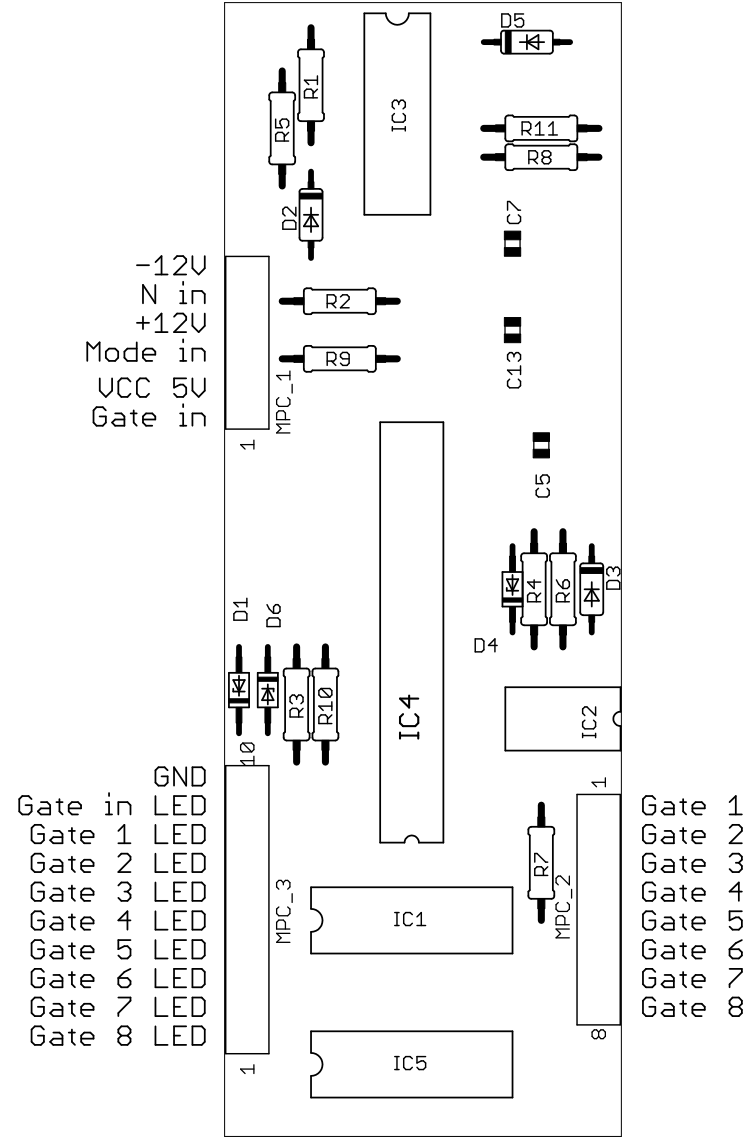 D5
R1
IC3
R5
R11
R8
D2
C7
-12V
N in
R2
+12V
Mode in
R9
C13
VCC 5V
MPC_1
Gate in
1
C5
D1
D6
R4
R6
D3
D4
R3
R10
IC4
IC2
10
GND
1
Gate in LED
Gate 1
Gate 1 LED
Gate 2
Gate 2 LED
R7
Gate 3
Gate 3 LED
MPC_3
MPC_2
Gate 4
Gate 4 LED
IC1
Gate 5
Gate 5 LED
Gate 6
Gate 6 LED
Gate 7
Gate 7 LED
Gate 8
Gate 8 LED
8
1
IC5